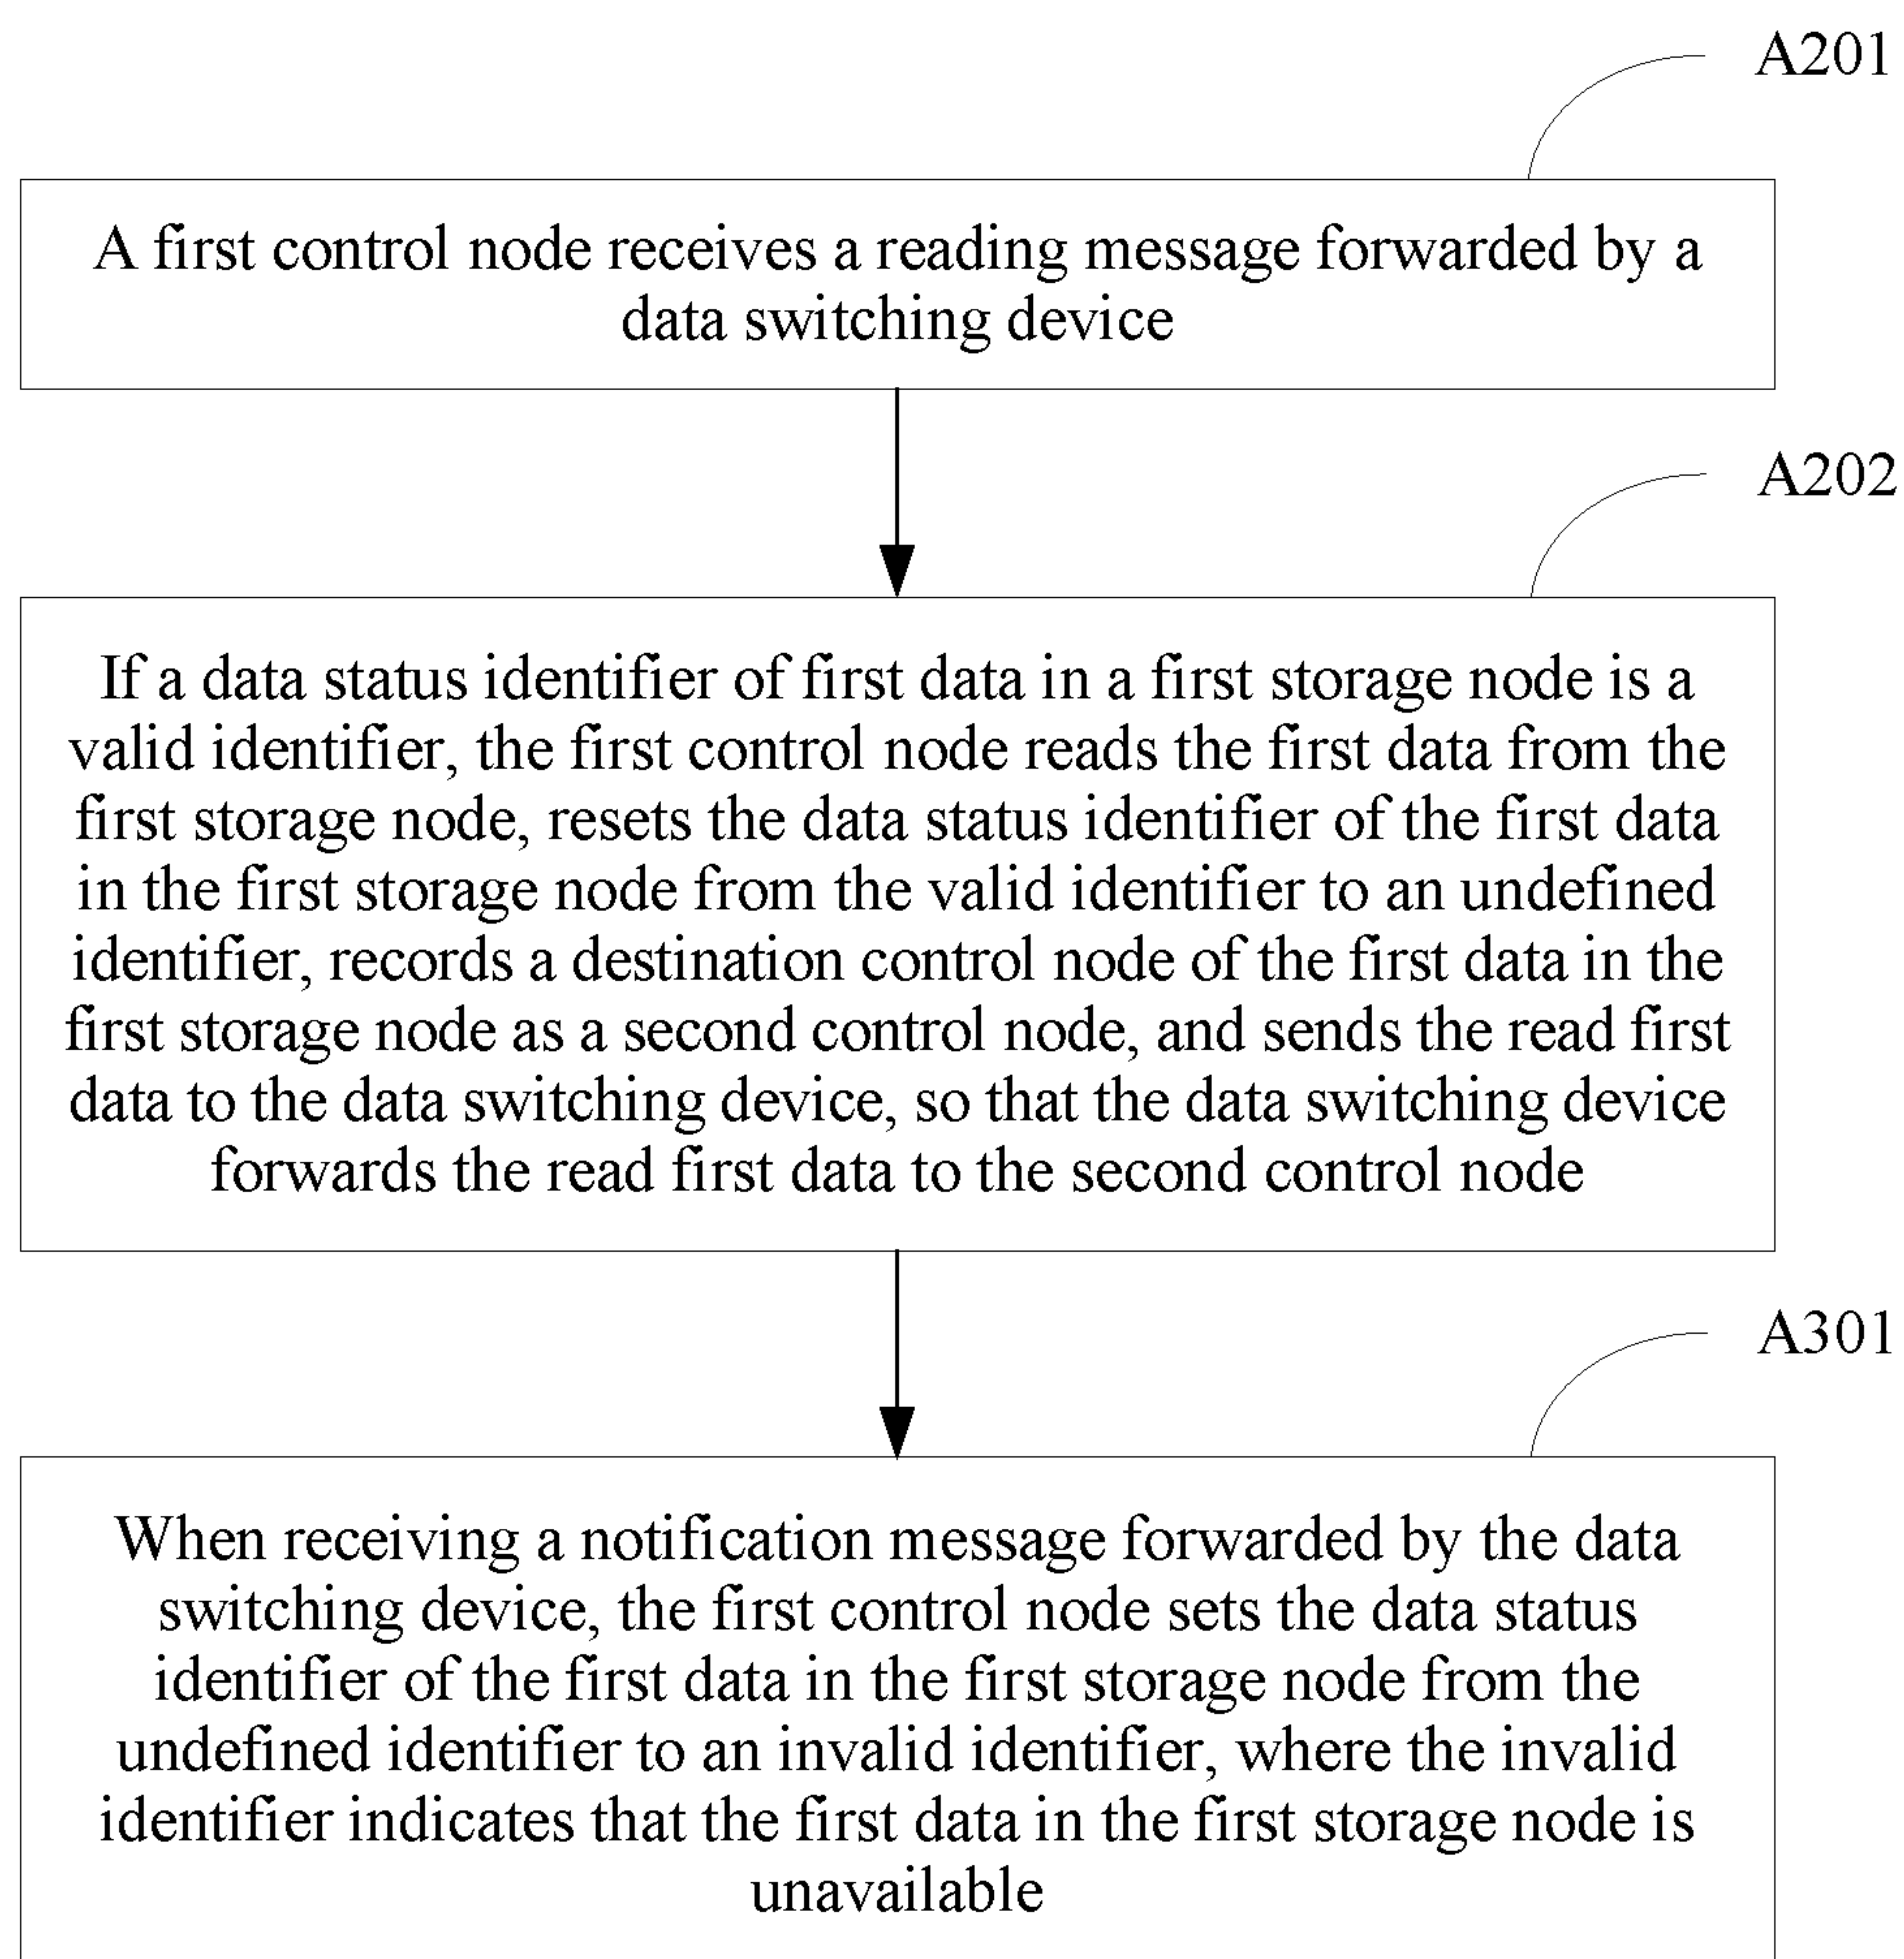 A201
A first control node receives a reading message forwarded by a
data switching device
A202
If a data status identifier of first data in a first storage node is a
valid identifier, the first control node reads the first data from the
first storage node, resets the data status identifier of the first data
in the first storage node from the valid identifier to an undefined
identifier, records a destination control node of the first data in the
first storage node as a second control node, and sends the read first
data to the data switching device, so that the data switching device
forwards the read first data to the second control node
A301
When receiving a notification message forwarded by the data
switching device, the first control node sets the data status
identifier of the first data in the first storage node from the
undefined identifier to an invalid identifier, where the invalid
identifier indicates that the first data in the first storage node is
unavailable